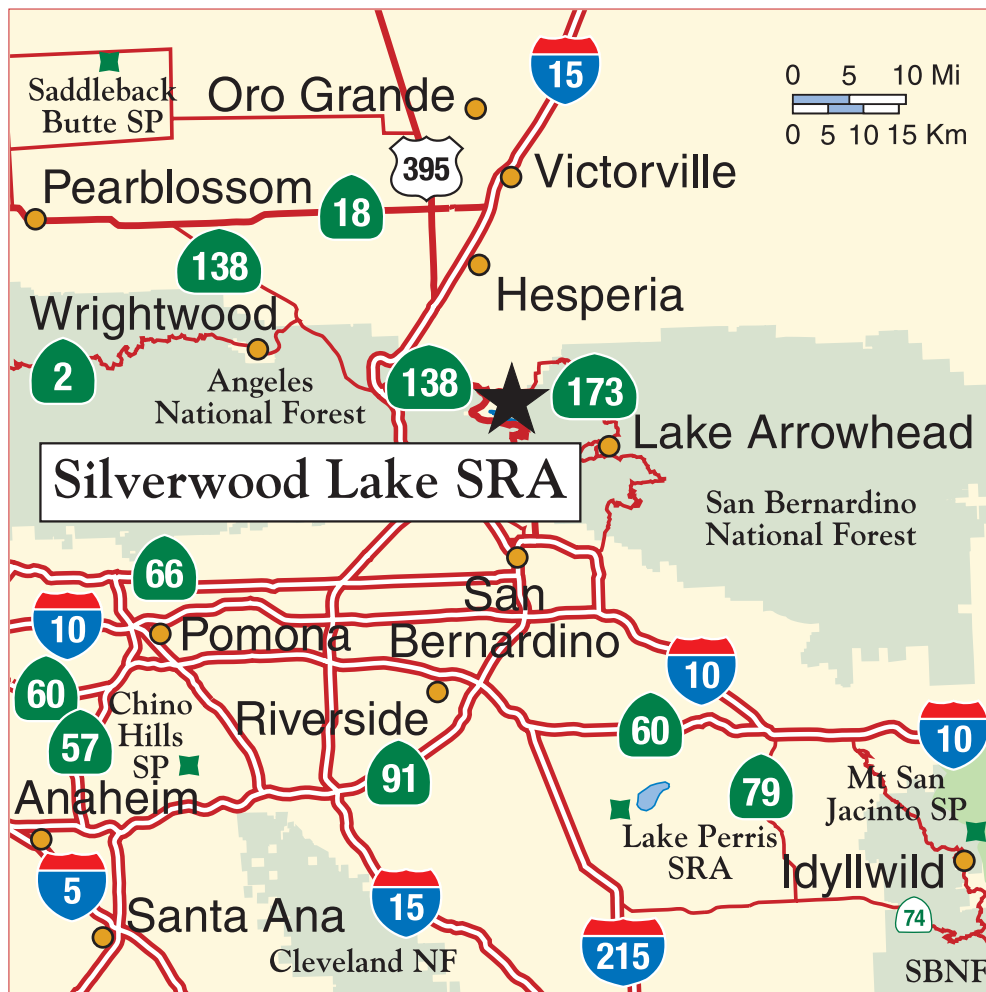 15
0 5 10 Mi
0 5 10 15 Km
Saddleback
Butte SP
Oro Grande
395
Victorville
Pearblossom
18
138
Hesperia
Wrightwood
2
Angeles
National Forest
138
173
Lake Arrowhead
Silverwood Lake SRA
San Bernardino
National Forest
66
San
Bernardino
10
Pomona
10
60
Chino
Hills
SP
57
Riverside
60
10
91
79
Mt San
Jacinto SP
Anaheim
Lake Perris
SRA
Idyllwild
5
15
74
Santa Ana
Cleveland NF
215
SBNF